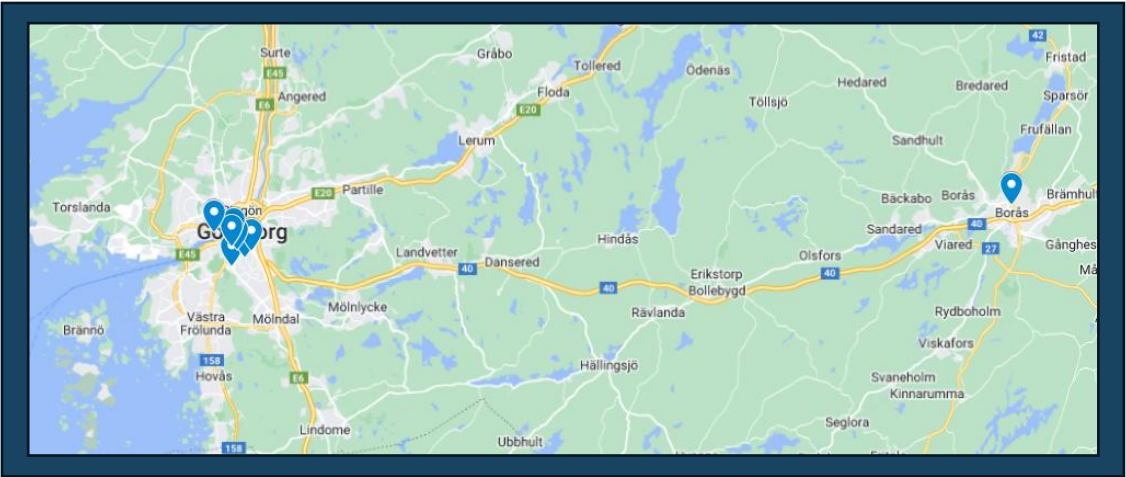 42
Surte
Gråbo
Fristad
Tollered
Ödenäs
E45
Hedared
Bredared
Floda
Angered
Sparsör
Töllsjö
E6
E20
Frufällan
Lerum
Sandhult
E20
Partille
Bäckabo
Borås
Brämhult
Torslanda
Borås
40
Sandared
Hindås
Viared
Gånghes
E45
Landvetter
27
Olsfors
Dansered
40
Må
Erikstorp
40
40
Bollebygd
Mölnlycke
Rävlanda
Rydboholm
Västra
Frölunda
Mölndal
Brännö
Viskafors
158
Hällingsjö
Hovås
E6
Svaneholm
Kinnarumma
Seglora
Lindome
Ubbhult
158